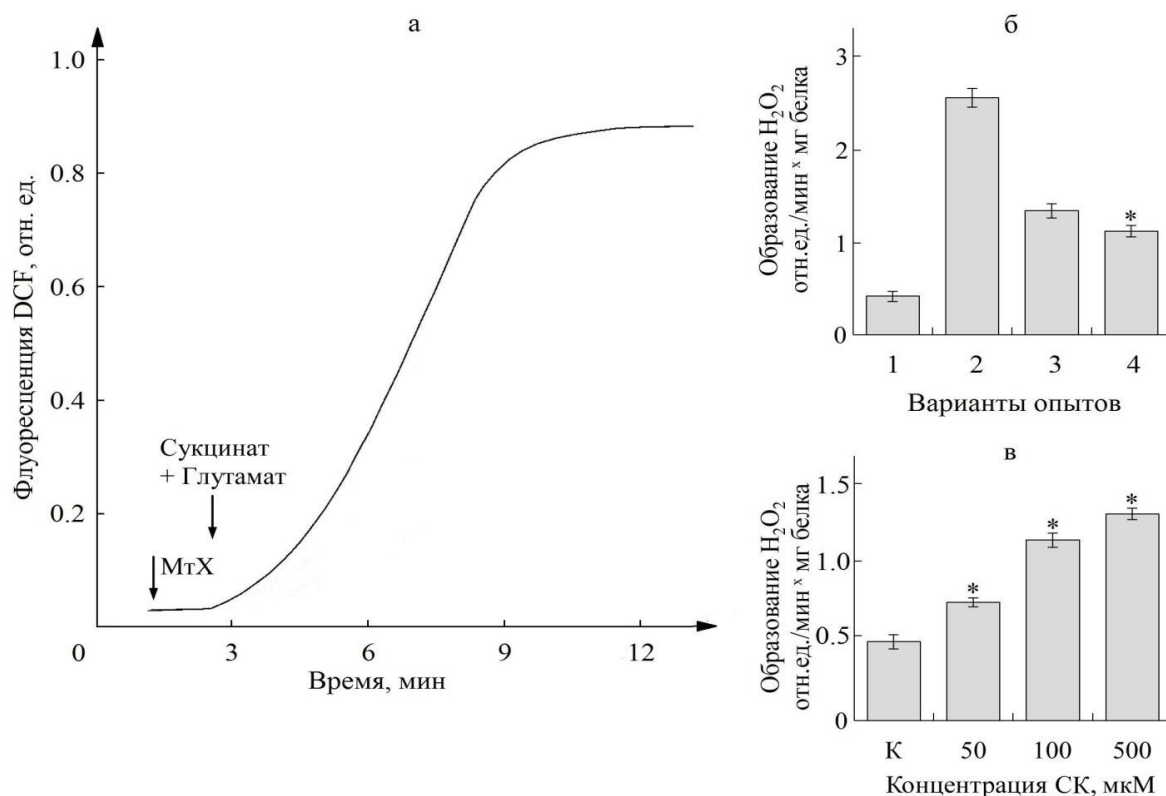 а
Флуоресценция DCF, отн. ед.
1.0
0.8
0.6
0.4
0.2
0
Сукцинат
+ Глутамат
МтХ
3
6
9
12
Время, мин
б
Образование H₂O₂
отн.ед./мин ˣ мг белка
3
2
1
0
*
1
2
3
4
Варианты опытов
в
Образование H₂O₂
отн.ед./мин ˣ мг белка
1.5
1.0
0.5
0
*
*
*
К
50
100
500
Концентрация СК, мкМ